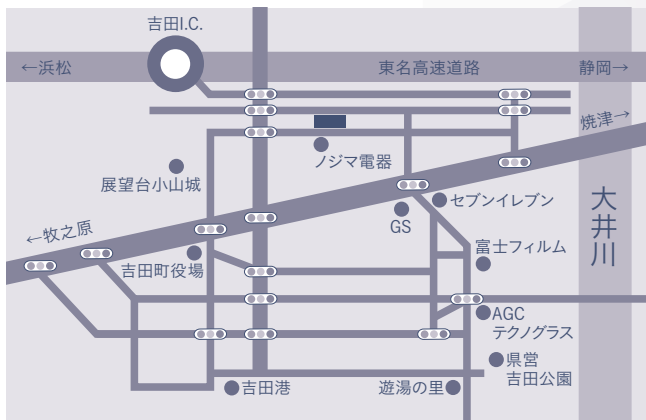 吉田I.C.
←浜松
東名高速道路
静岡→
焼津→
ノジマ電器
展望台小山城
セブンイレブン
GS
大井川
←牧之原
吉田町役場
富士フィルム
AGC
テクノグラス
県営
吉田公園
吉田港
遊湯の里